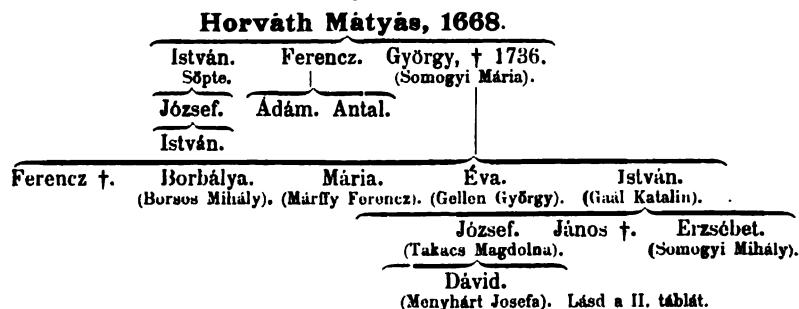 Horváth Mátyás, 1668.
István. Ferencz. György, † 1736.
Sőpte. (Somogyi Mária).
József. Ádám. Antal.
István.
Ferencz †. Borbálya. Mária. Éva. István.
(Borsos Mihály). (Márffy Ferencz). (Gellen György). (Gaál Katalin).
József. János †. Erzsébet.
(Takacs Magdolna). (Somogyi Mihály).
Dávid.
(Menyhárt Josefa). Lásd a II. táblát.